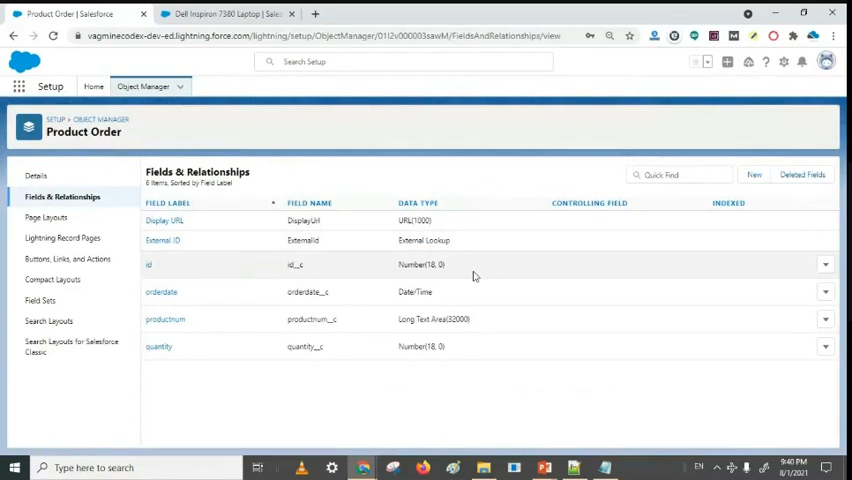 Product Order | Salesforce
Dell Inspiron 7380 Laptop | Sales
vagminecodex-dev-ed.lightning.force.com/lightning/setup/ObjectManager/01I2v000003sawM/FieldsAndRelationships/view
Search Setup
Setup
Home
Object Manager
SETUP > OBJECT MANAGER
Product Order
Details
Fields & Relationships
Page Layouts
Lightning Record Pages
Buttons, Links, and Actions
Compact Layouts
Field Sets
Search Layouts
Search Layouts for Salesforce
Classic
Fields & Relationships
6 Items, Sorted by Field Label
Quick Find
New
Deleted Fields
FIELD LABEL FIELD NAME DATA TYPE CONTROLLING FIELD INDEXED
Display URL DisplayUrl URL(1000)
External ID ExternalId External Lookup
id id__c Number(18, 0)
orderdate orderdate__c Date/Time
productnum productnum__c Long Text Area(32000)
quantity quantity__c Number(18, 0)
Type here to search
EN
9:40 PM
8/1/2021